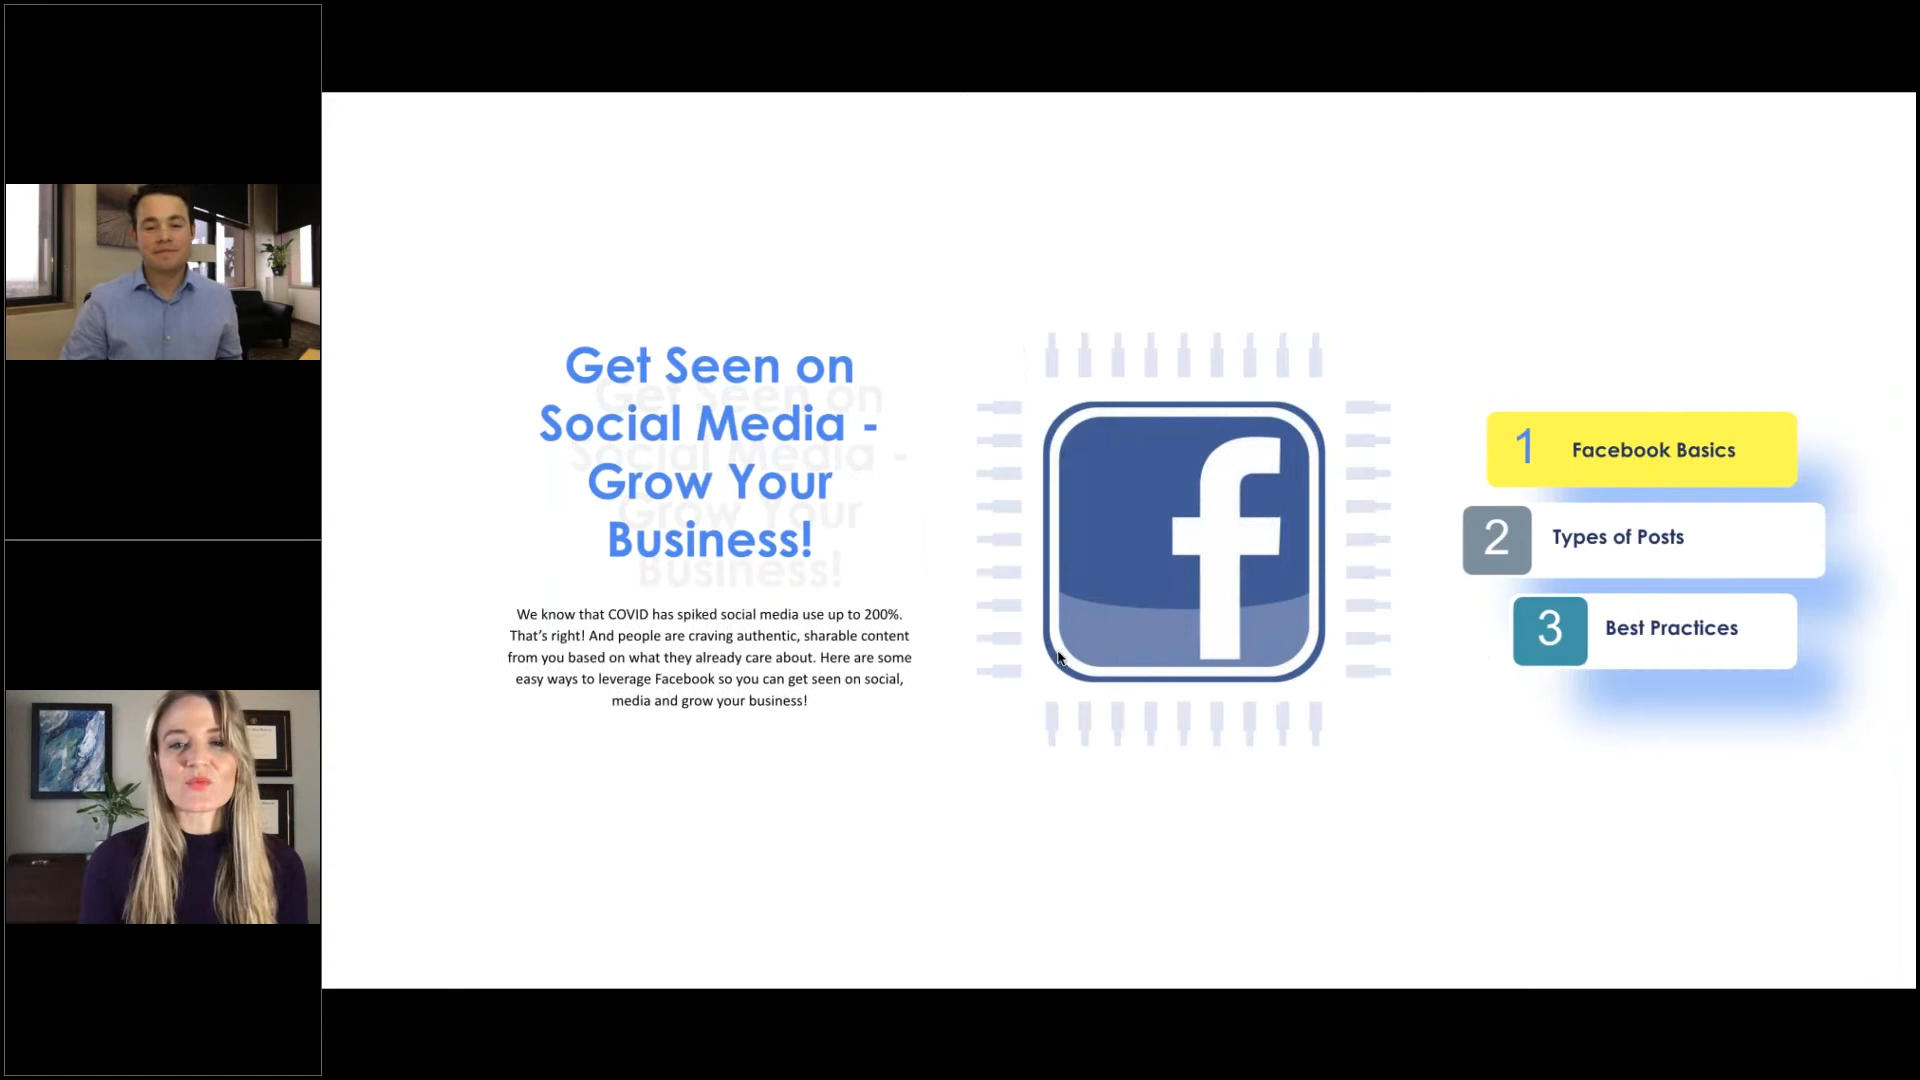 Get Seen on
Social Media -
Grow Your
Business!
We know that COVID has spiked social media use up to 200%.
That’s right! And people are craving authentic, sharable content
from you based on what they already care about. Here are some
easy ways to leverage Facebook so you can get seen on social,
media and grow your business!
f
1 Facebook Basics
2 Types of Posts
3 Best Practices